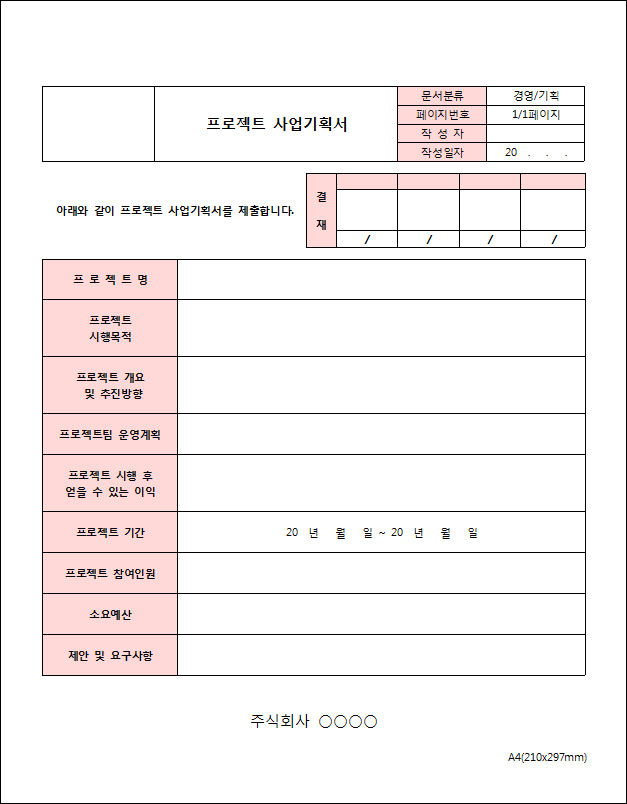 프로젝트 사업기획서
문서분류 경영/기획
페이지번호 1/1페이지
작 성 자
작성일자 20 . . .
아래와 같이 프로젝트 사업기획서를 제출합니다.
결
재
/ / / /
프 로 젝 트 명
프로젝트
시행목적
프로젝트 개요
및 추진방향
프로젝트팀 운영계획
프로젝트 시행 후
얻을 수 있는 이익
프로젝트 기간 20 년 월 일 ~ 20 년 월 일
프로젝트 참여인원
소요예산
제안 및 요구사항
주식회사 ○○○○
A4(210x297mm)